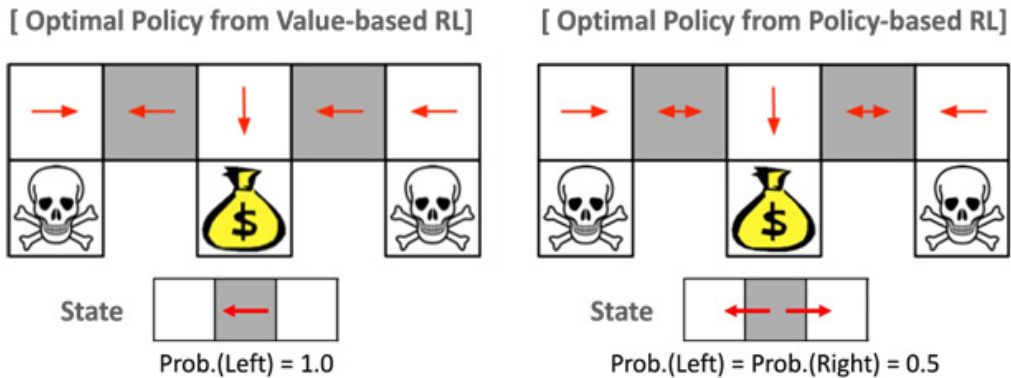 [ Optimal Policy from Value-based RL]
[ Optimal Policy from Policy-based RL]
$
$
State
Prob.(Left) = 1.0
State
Prob.(Left) = Prob.(Right) = 0.5